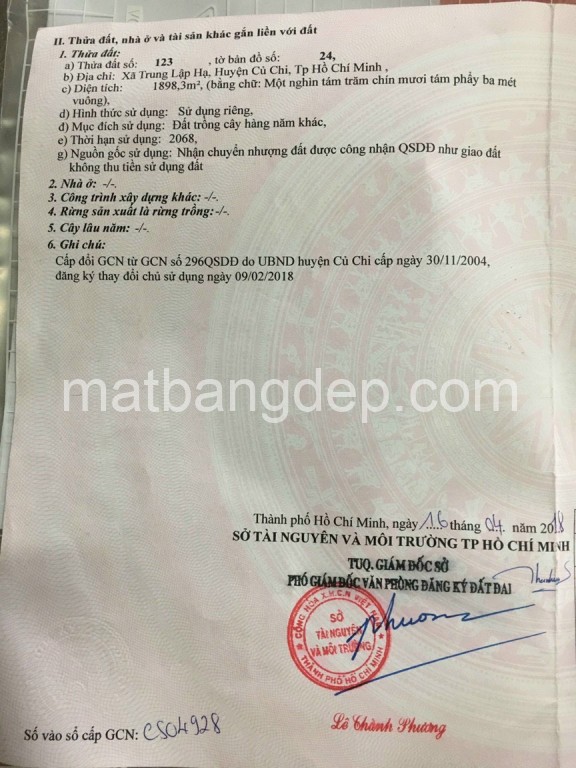 II. Thửa đất, nhà ở và tài sản khác gắn liền với đất
1. Thửa đất:
a) Thửa đất số: 123 , tờ bản đồ số: 24,
b) Địa chỉ: Xã Trung Lập Hạ, Huyện Củ Chi, Tp Hồ Chí Minh ,
c) Diện tích: 1898,3m², (bằng chữ: Một nghìn tám trăm chín mươi tám phẩy ba mét
vuông),
d) Hình thức sử dụng: Sử dụng riêng,
đ) Mục đích sử dụng: Đất trồng cây hàng năm khác,
e) Thời hạn sử dụng: 2068,
g) Nguồn gốc sử dụng: Nhận chuyển nhượng đất được công nhận QSDĐ như giao đất
không thu tiền sử dụng đất
2. Nhà ở: -/-.
3. Công trình xây dựng khác: -/-.
4. Rừng sản xuất là rừng trồng:-/-.
5. Cây lâu năm: -/-.
6. Ghi chú:
Cấp đổi GCN từ GCN số 296QSDĐ do UBND huyện Củ Chi cấp ngày 30/11/2004,
đăng ký thay đổi chủ sử dụng ngày 09/02/2018
matbangdep.com
Thành phố Hồ Chí Minh, ngày 16 tháng 04 năm 2018
SỞ TÀI NGUYÊN VÀ MÔI TRƯỜNG TP HỒ CHÍ MINH
TUQ. GIÁM ĐỐC SỞ
PHÓ GIÁM ĐỐC VĂN PHÒNG ĐĂNG KÝ ĐẤT ĐAI
CỘNG HÒA X.H.C.N VIỆT NAM
SỞ
TÀI NGUYÊN
VÀ MÔI TRƯỜNG
THÀNH PHỐ HỒ CHÍ MINH
Lê Thành Phương
Số vào sổ cấp GCN: CS04928